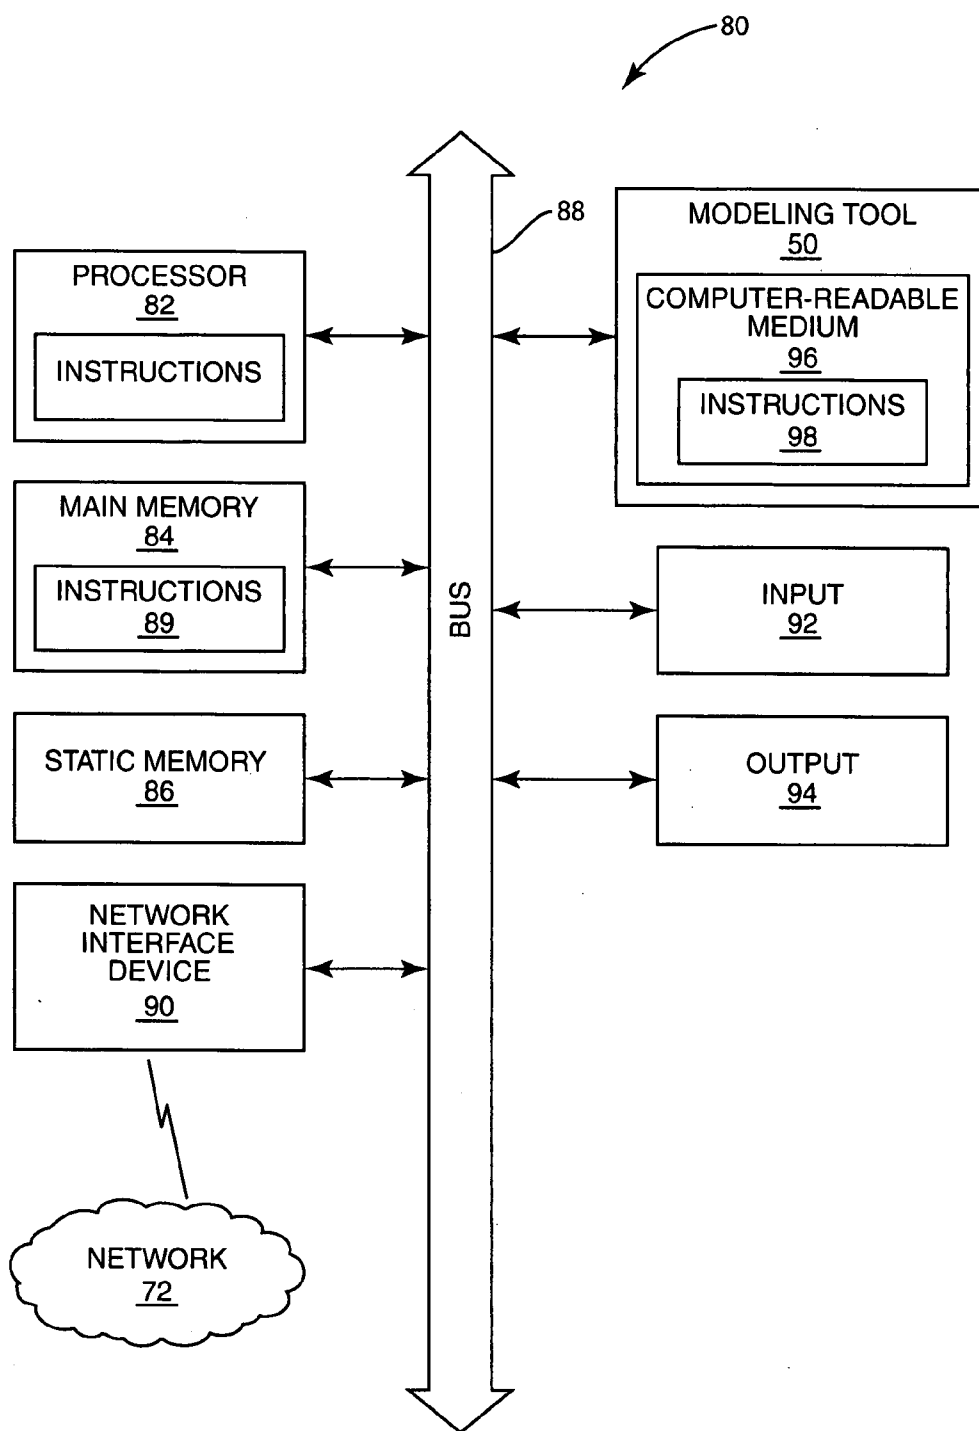 80
88
PROCESSOR
82
INSTRUCTIONS
MAIN MEMORY
84
INSTRUCTIONS
89
STATIC MEMORY
86
NETWORK
INTERFACE
DEVICE
90
NETWORK
72
BUS
MODELING TOOL
50
COMPUTER-READABLE
MEDIUM
96
INSTRUCTIONS
98
INPUT
92
OUTPUT
94